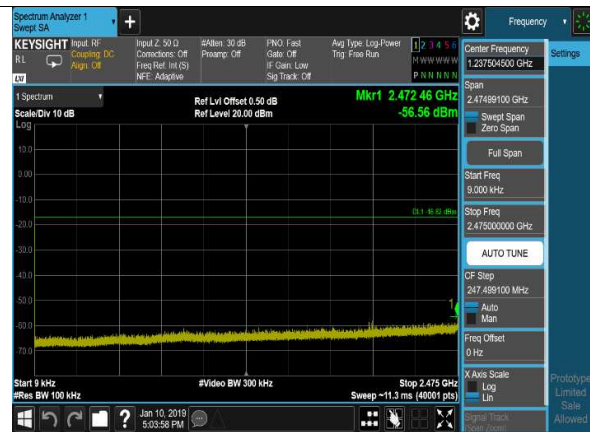 Spectrum Analyzer 1
Swept SA
Frequency
KEYSIGHT
RL
LXI
Input: RF
Coupling: DC
Align: Off
Input Z: 50 Ω
Corrections: Off
Freq Ref: Int (S)
NFE: Adaptive
#Atten: 30 dB
Preamp: Off
PNO: Fast
Gate: Off
IF Gain: Low
Sig Track: Off
Avg Type: Log-Power
Trig: Free Run
1 2 3 4 5 6
M W W W W W
P N N N N N
1 Spectrum
Scale/Div 10 dB
Log
Ref Lvl Offset 0.50 dB
Ref Level 20.00 dBm
Mkr1 2.472 46 GHz
-56.56 dBm
10.0
0.00
-10.0
-20.0
-30.0
-40.0
-50.0
-60.0
-70.0
1
Start 9 kHz
#Res BW 100 kHz
#Video BW 300 kHz
Stop 2.475 GHz
Sweep ~11.3 ms (40001 pts)
Jan 10, 2019
5:03:58 PM
Center Frequency
1.237504500 GHz
Span
2.47499100 GHz
Swept Span
Zero Span
Full Span
Start Freq
9.000 kHz
Stop Freq
2.475000000 GHz
AUTO TUNE
CF Step
247.499100 MHz
Auto
Man
Freq Offset
0 Hz
X Axis Scale
Log
Lin
Signal Track
(Span Zoom)
Settings
Prototype
Limited
Sale
Allowed